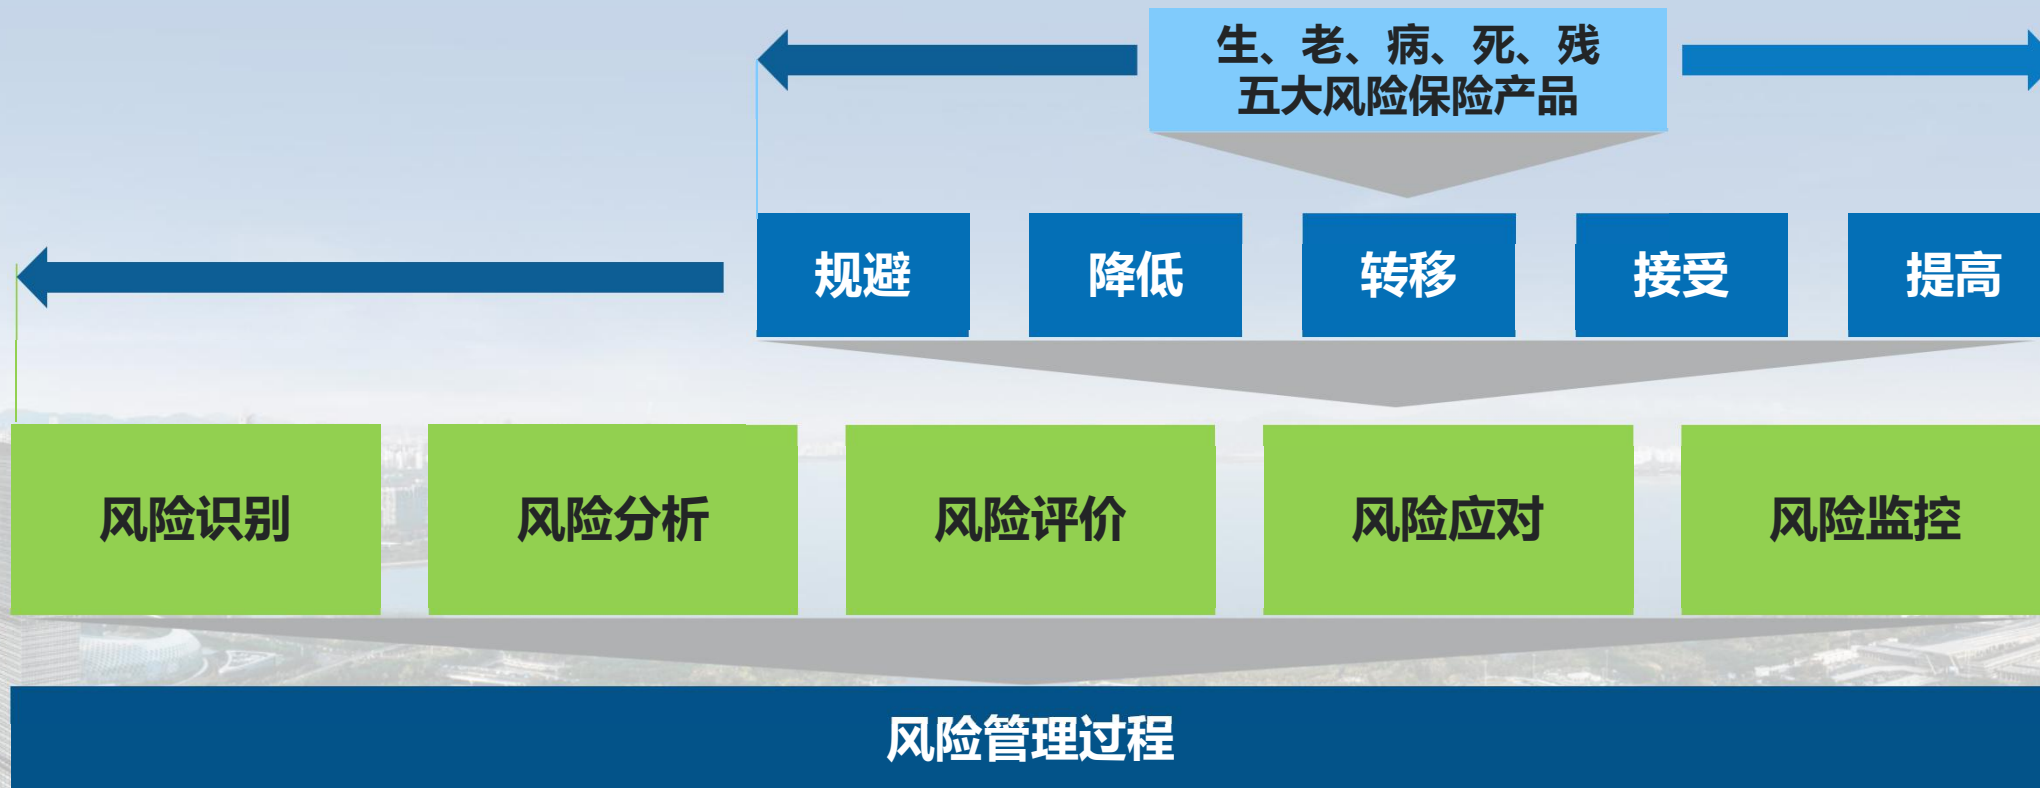 生、老、病、死、残
五大风险保险产品
规避 降低 转移 接受 提高
风险识别 风险分析 风险评价 风险应对 风险监控
风险管理过程